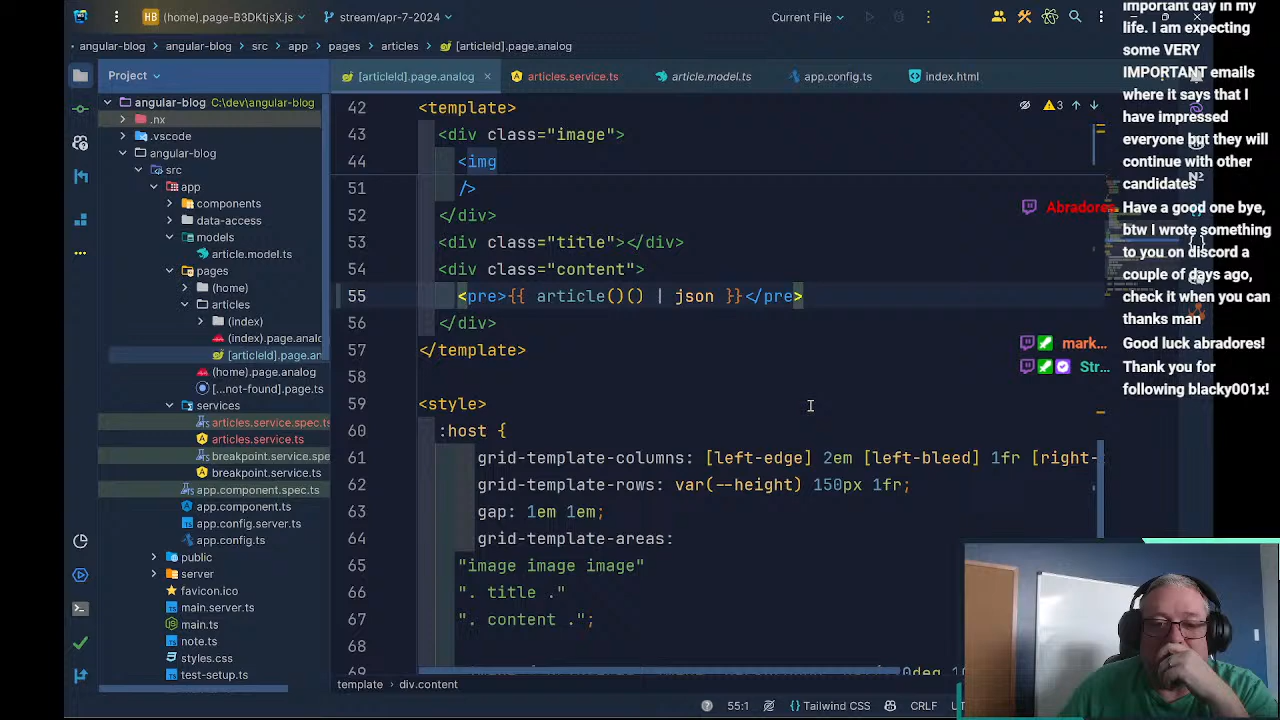 (home).page-B3DKtjsX.js
stream/apr-7-2024
Current File
angular-blog
angular-blog
src
app
pages
articles
[articleId].page.analog
Project
[articleId].page.analog
articles.service.ts
article.model.ts
app.config.ts
index.html
angular-blog C:\dev\angular-blog
.nx
.vscode
angular-blog
src
app
components
data-access
models
article.model.ts
pages
articles
(index)
(index).page.analo
[articleId].page.an
(home).page.analog
[...not-found].page.ts
services
articles.service.spec.ts
articles.service.ts
breakpoint.service.spe
breakpoint.service.ts
app.component.spec.ts
app.component.ts
app.config.server.ts
app.config.ts
public
server
favicon.ico
main.server.ts
main.ts
note.ts
styles.css
test-setup.ts
3
42 <template>
43 <div class="image">
44 <img
51 />
52 </div>
53 <div class="title"></div>
54 <div class="content">
55 <pre>{{ article()() | json }}</pre>
56 </div>
57 </template>
58
59 <style>
60 :host {
61 grid-template-columns: [left-edge] 2em [left-bleed] 1fr [right-
62 grid-template-rows: var(--height) 150px 1fr;
63 gap: 1em 1em;
64 grid-template-areas:
65 "image image image"
66 ". title ."
67 ". content .";
68
template
div.content
55:1
Tailwind CSS
CRLF
important day in my
life. I am expecting
some VERY
IMPORTANT emails
where it says that I
have impressed
everyone but they will
continue with other
candidates
Abradores
Have a good one bye,
btw I wrote something
to you on discord a
couple of days ago,
check it when you can
thanks man
mark...
Good luck abradores!
Str...
Thank you for
following blacky001x!